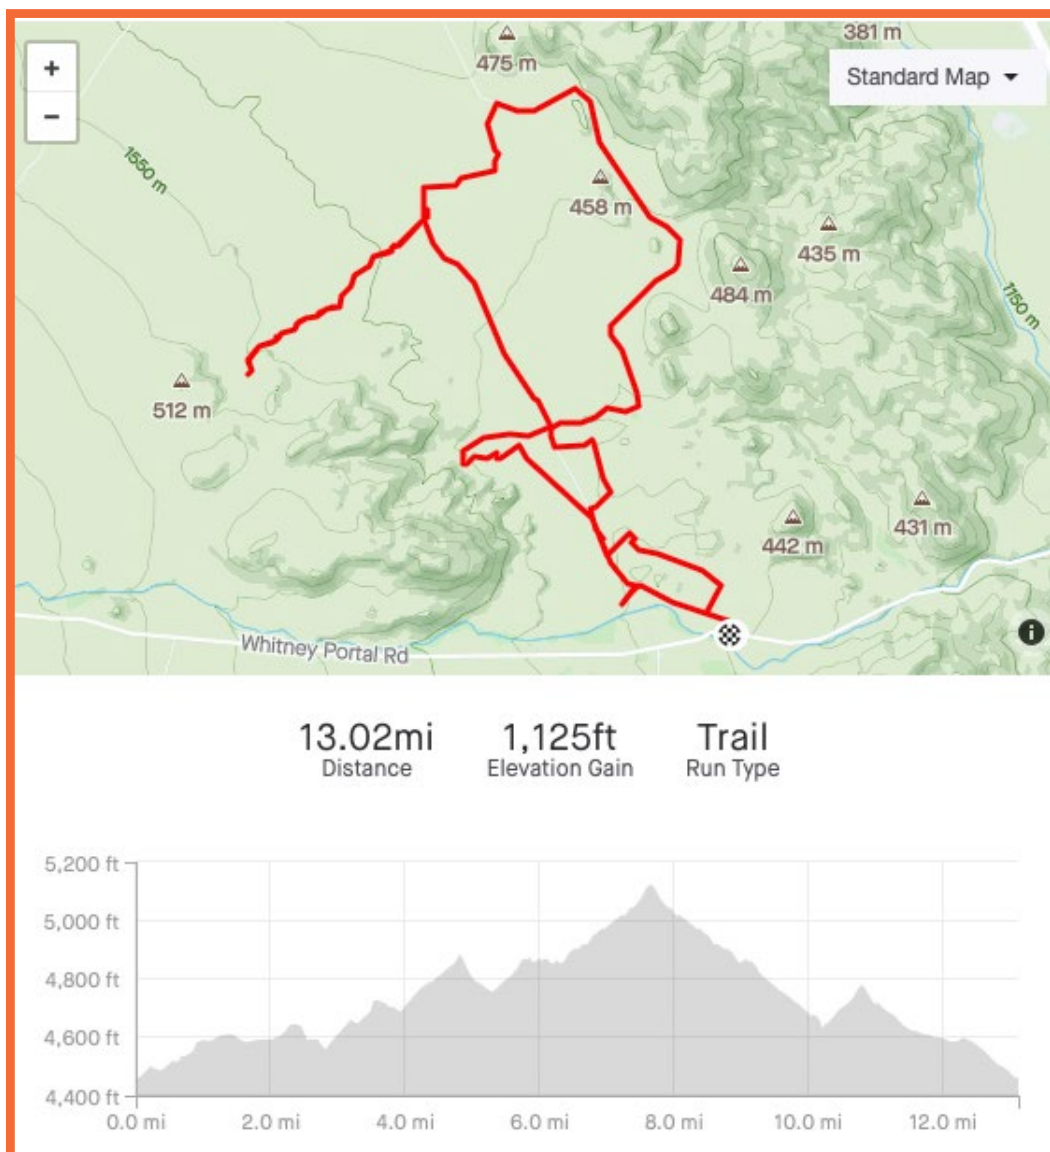 381 m
475 m
+
Standard Map
−
1550 m
458 m
435 m
484 m
1150 m
512 m
431 m
442 m
i
Whitney Portal Rd
13.02mi 1,125ft Trail
Distance Elevation Gain Run Type
5,200 ft
5,000 ft
4,800 ft
4,600 ft
4,400 ft
0.0 mi 2.0 mi 4.0 mi 6.0 mi 8.0 mi 10.0 mi 12.0 mi